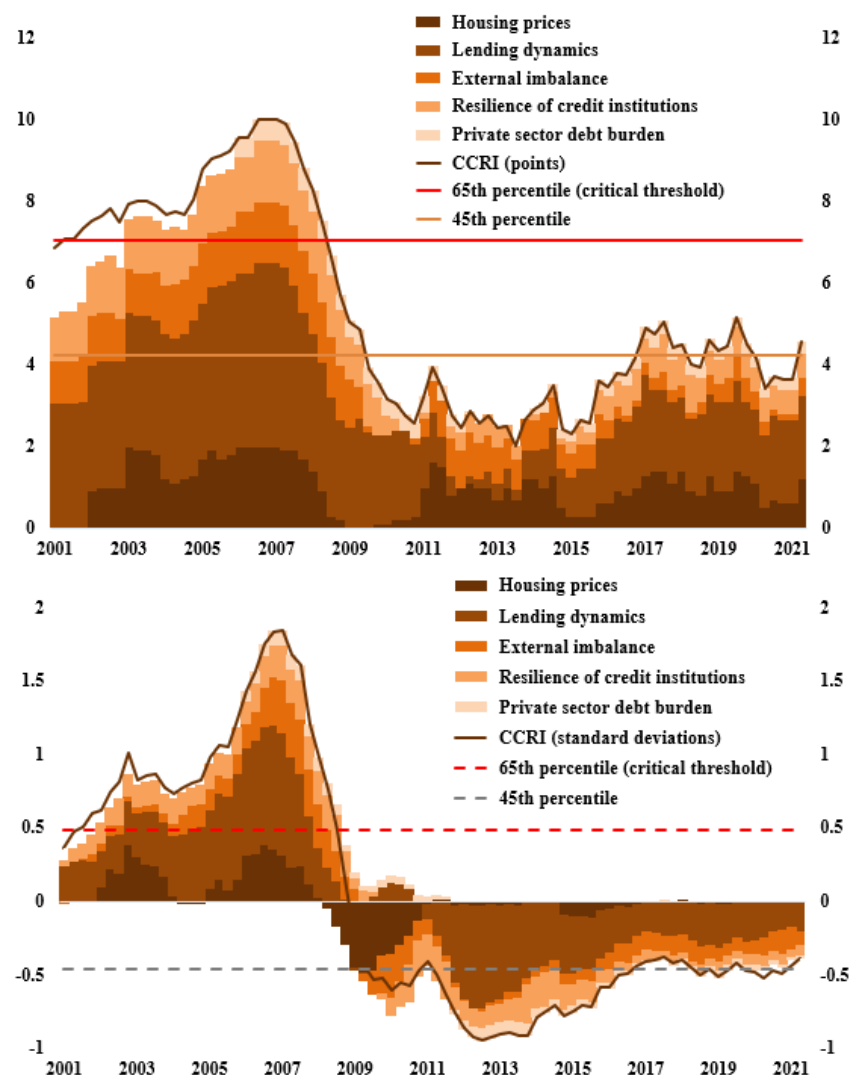 Housing prices
12 Lending dynamics 12
External imbalance
Resilience of credit institutions
10 Private sector debt burden 10
CCRI (points)
8 65th percentile (critical threshold) 8
45th percentile
6 6
4 4
2 2
0 0
2001 2003 2005 2007 2009 2011 2013 2015 2017 2019 2021
Housing prices
2 Lending dynamics 2
External imbalance
1.5 Resilience of credit institutions 1.5
Private sector debt burden
1 CCRI (standard deviations) 1
65th percentile (critical threshold)
45th percentile
0.5 0.5
0 0
-0.5 -0.5
-1 -1
2001 2003 2005 2007 2009 2011 2013 2015 2017 2019 2021